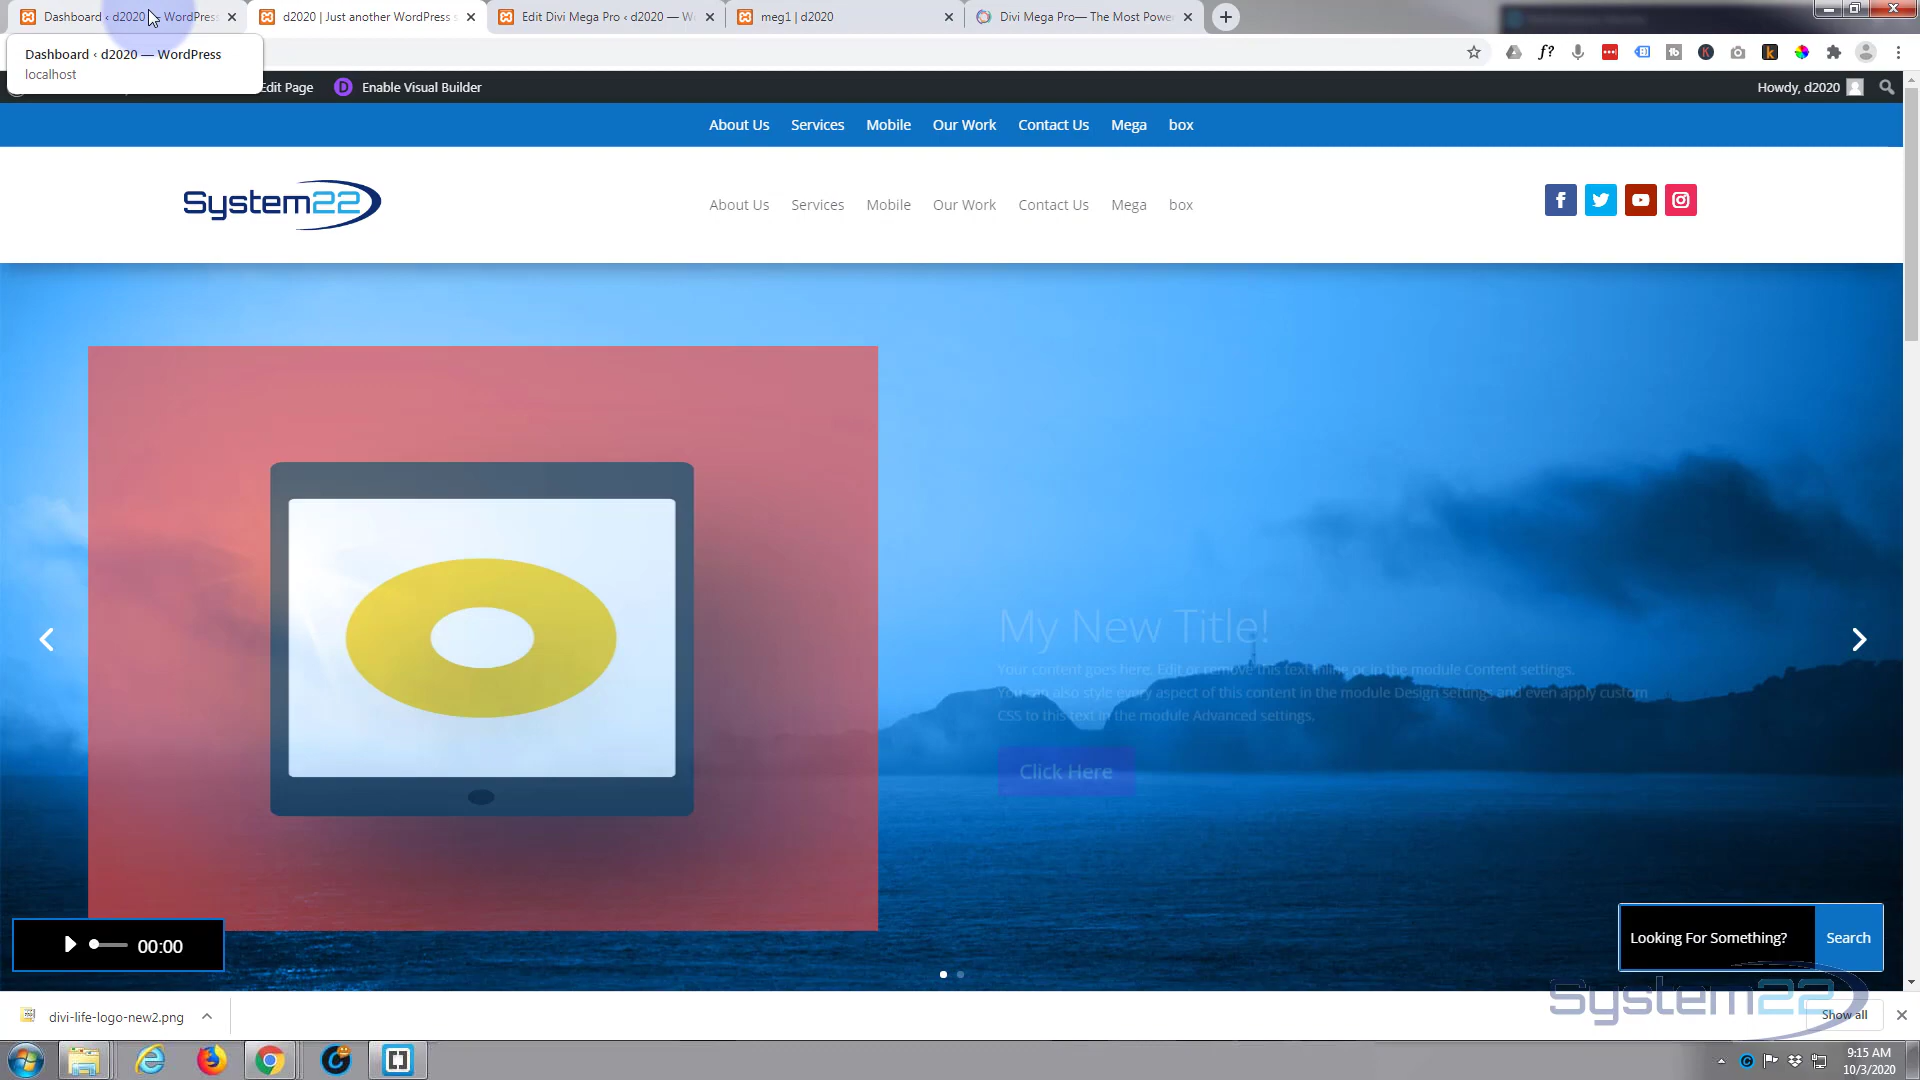 Dashboard ‹ d2020 — WordPress
d2020 | Just another WordPress s
Edit Divi Mega Pro ‹ d2020 — Wo
meg1 | d2020
Divi Mega Pro— The Most Power
Dashboard ‹ d2020 — WordPress
localhost
Edit Page
Enable Visual Builder
Howdy, d2020
About Us Services Mobile Our Work Contact Us Mega box
System22
About Us Services Mobile Our Work Contact Us Mega box
My New Title!
Your content goes here. Edit or remove this text inline or in the module Content settings.
You can also style every aspect of this content in the module Design settings and even apply custom
CSS to this text in the module Advanced settings.
Click Here
00:00
Looking For Something?
Search
System22
divi-life-logo-new2.png
Show all
9:15 AM
10/3/2020